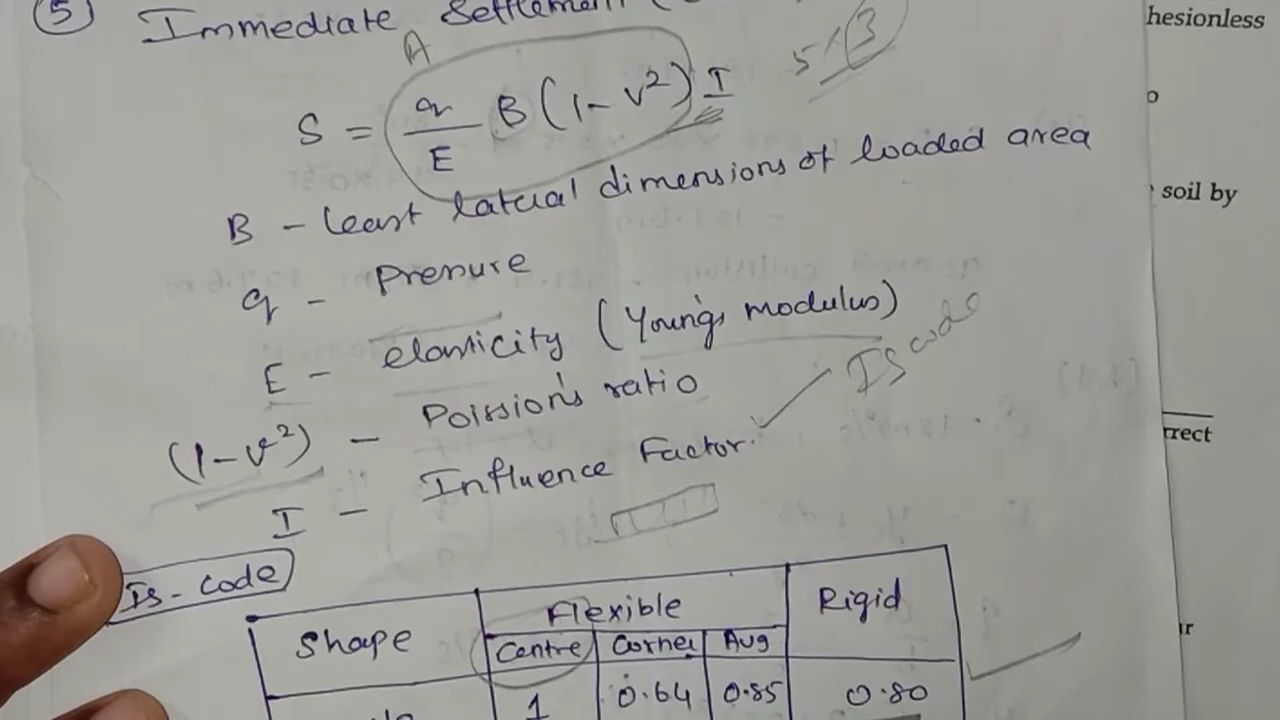 5 Immediate Settlement
A
S = q/E B (1-ν²) I 5/3
B - least lateral dimensions of loaded area
q - Pressure
E - elasticity (Young's modulus)
(1-ν²) - Poission's ratio
IS code
I - Influence Factor.
Is - Code
Shape Flexible Rigid
Centre Corner Avg
1 0.64 0.85 0.80
hesionless
soil by
rrect